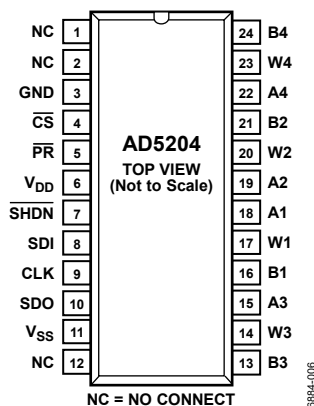 NC 1 24 B4
NC 2 23 W4
GND 3 22 A4
CS 4 21 B2
PR 5 20 W2
VDD 6 19 A2
SHDN 7 18 A1
SDI 8 17 W1
CLK 9 16 B1
SDO 10 15 A3
VSS 11 14 W3
NC 12 13 B3
AD5204
TOP VIEW
(Not to Scale)
NC = NO CONNECT
6884-006